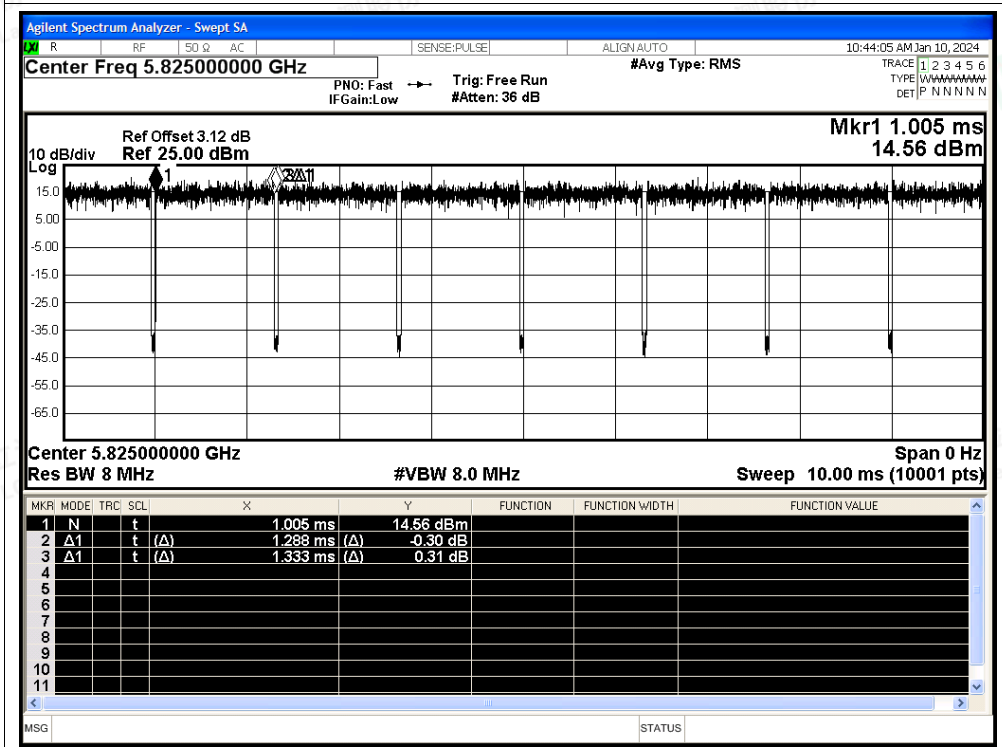 Agilent Spectrum Analyzer - Swept SA
LXI R RF 50 Ω AC SENSE:PULSE ALIGN AUTO 10:44:05 AM Jan 10, 2024
Center Freq 5.825000000 GHz #Avg Type: RMS TRACE 1 2 3 4 5 6
PNO: Fast Trig: Free Run TYPE WWWWWW
IFGain:Low #Atten: 36 dB DET P N N N N N
Mkr1 1.005 ms
Ref Offset 3.12 dB
10 dB/div Ref 25.00 dBm 14.56 dBm
Log
1
15.0
5.00
-5.00
-15.0
-25.0
-35.0
-45.0
-55.0
-65.0
Center 5.825000000 GHz Span 0 Hz
Res BW 8 MHz #VBW 8.0 MHz Sweep 10.00 ms (10001 pts)
MKR MODE TRC SCL X Y FUNCTION FUNCTION WIDTH FUNCTION VALUE
1 N t 1.005 ms 14.56 dBm
2 Δ1 t (Δ) 1.288 ms (Δ) -0.30 dB
3 Δ1 t (Δ) 1.333 ms (Δ) 0.31 dB
4
5
6
7
8
9
10
11
MSG STATUS